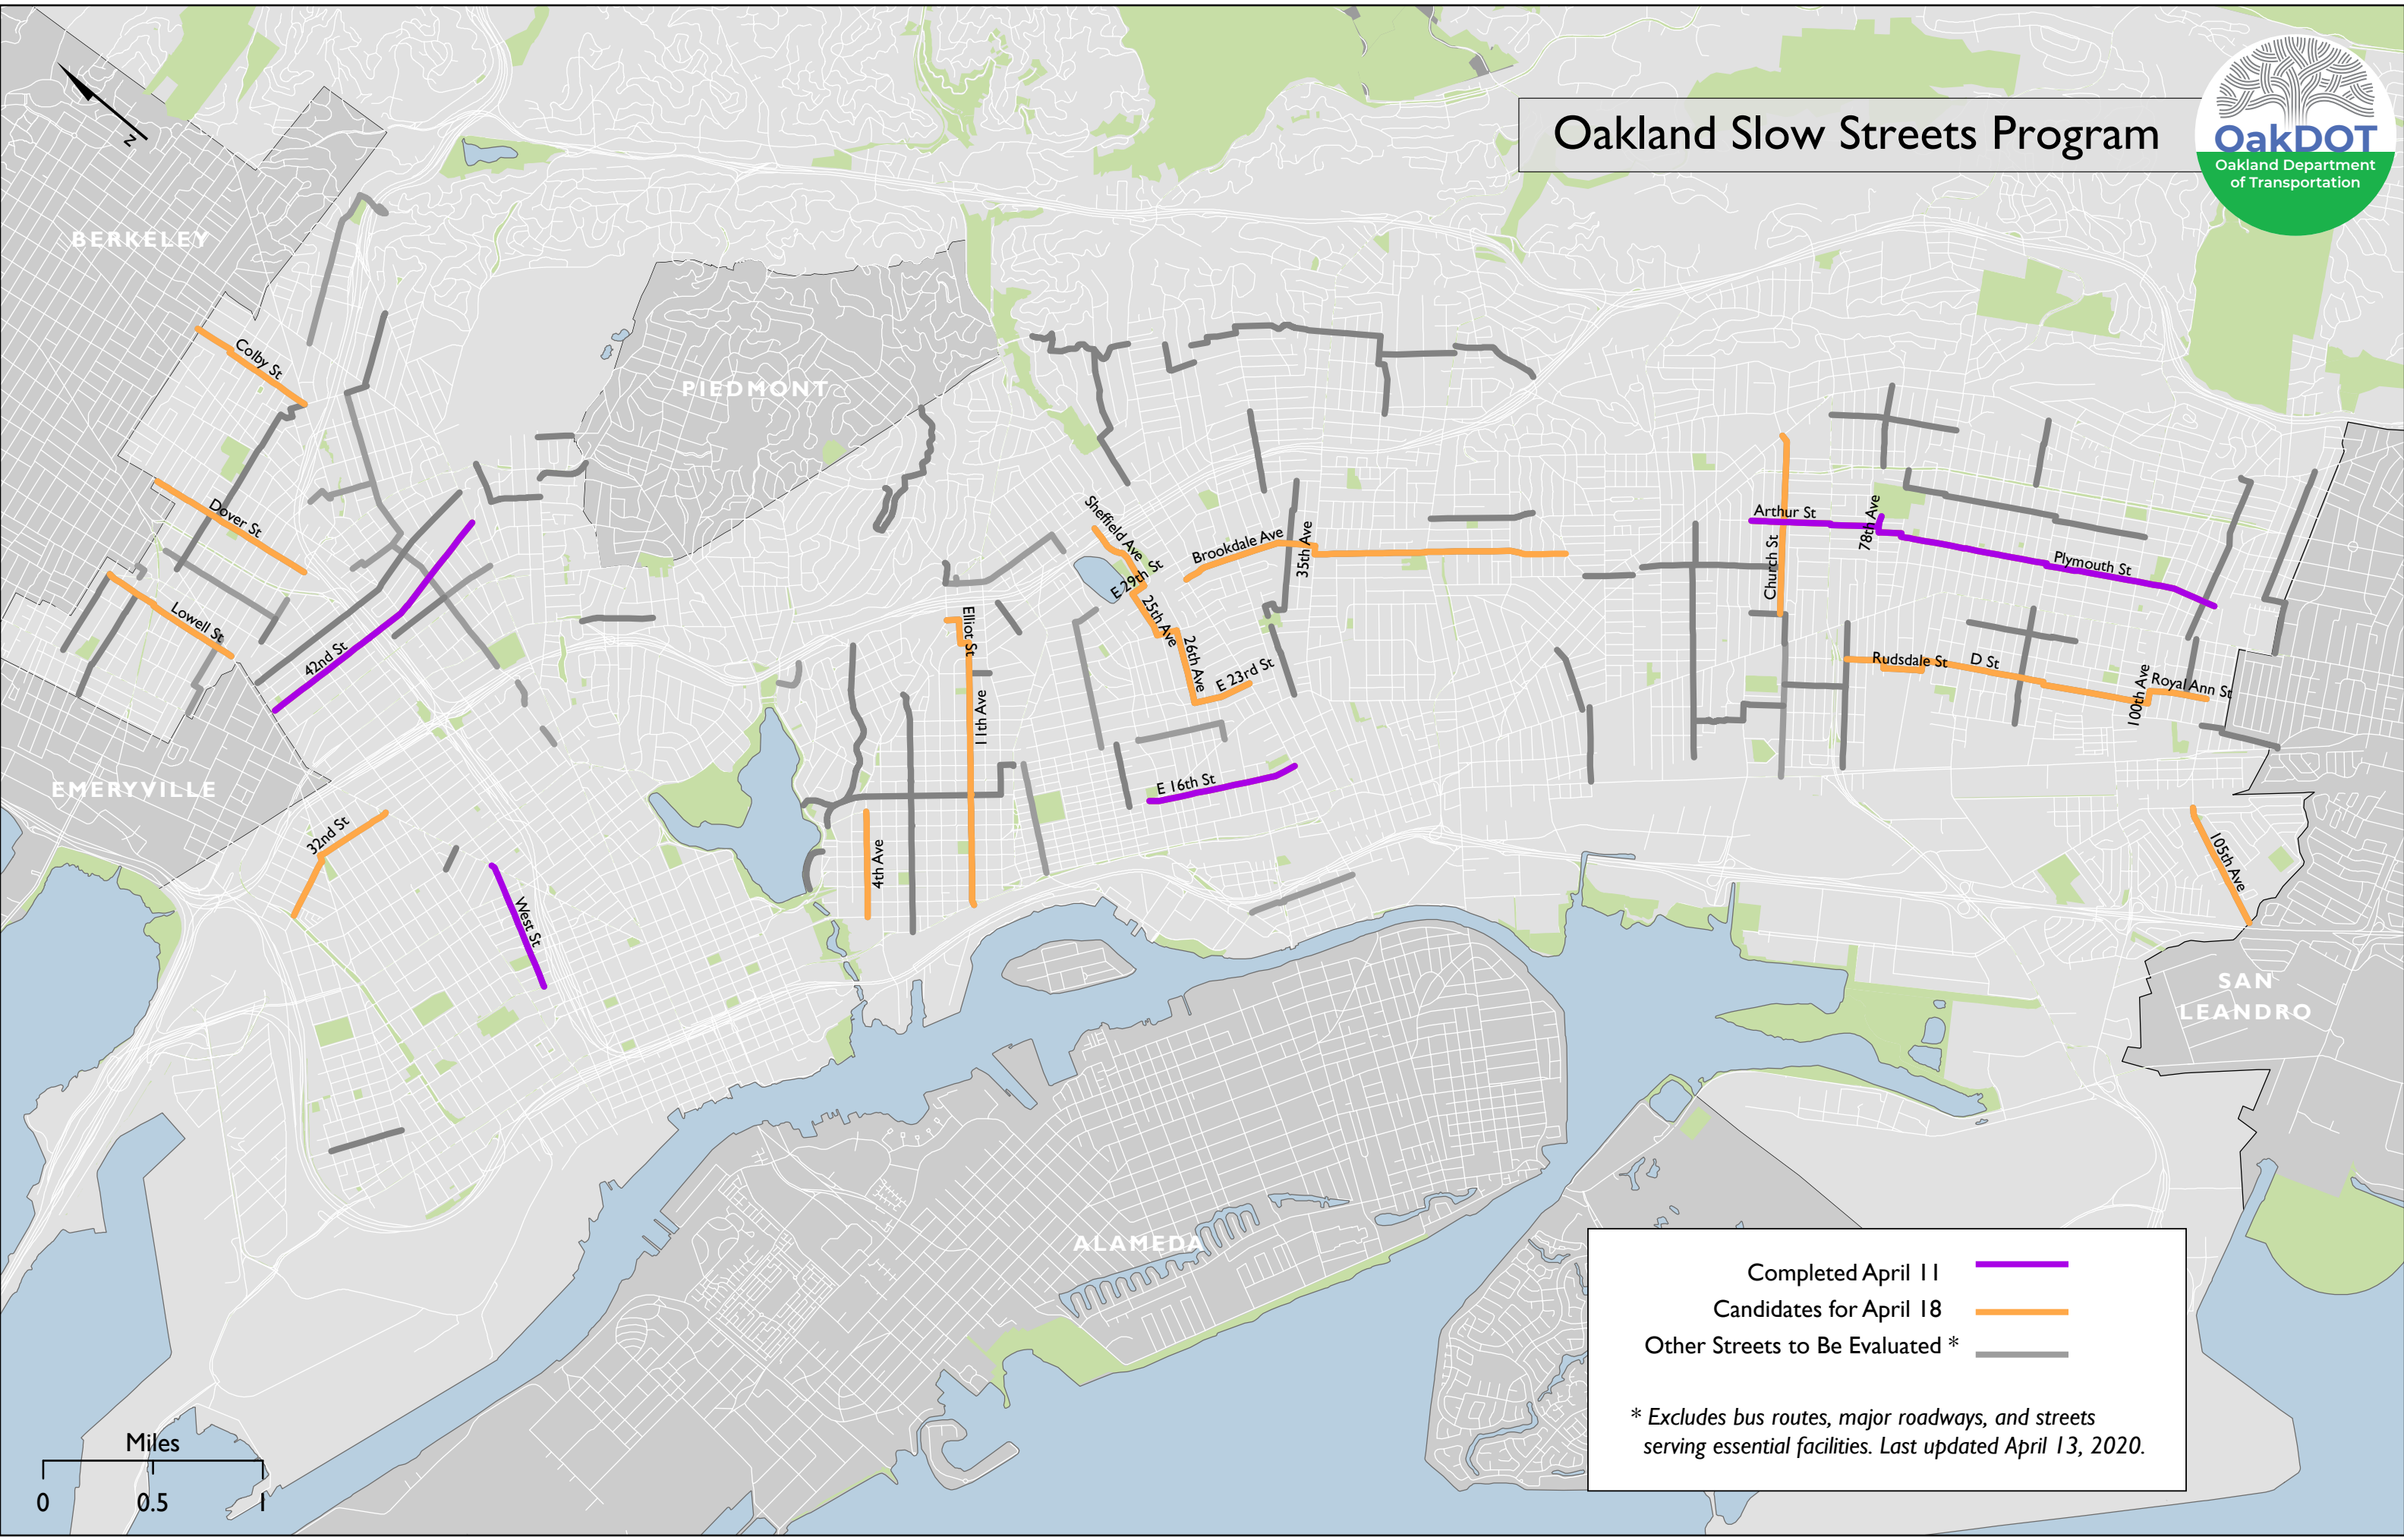 Oakland Slow Streets Program
OakDOT
Oakland Department
of Transportation
z
BERKELEY
PIEDMONT
EMERYVILLE
ALAMEDA
SAN
LEANDRO
Colby St
Dover St
Lowell St
42nd St
32nd St
West St
4th Ave
Elliot St
11th Ave
Sheffield Ave
E 29th St
25th Ave
26th Ave
E 23rd St
Brookdale Ave
35th Ave
E 16th St
Church St
Arthur St
78th Ave
Plymouth St
Rudsdale St
D St
100th Ave
Royal Ann St
105th Ave
Completed April 11
Candidates for April 18
Other Streets to Be Evaluated *
* Excludes bus routes, major roadways, and streets
serving essential facilities. Last updated April 13, 2020.
Miles
0 0.5 1